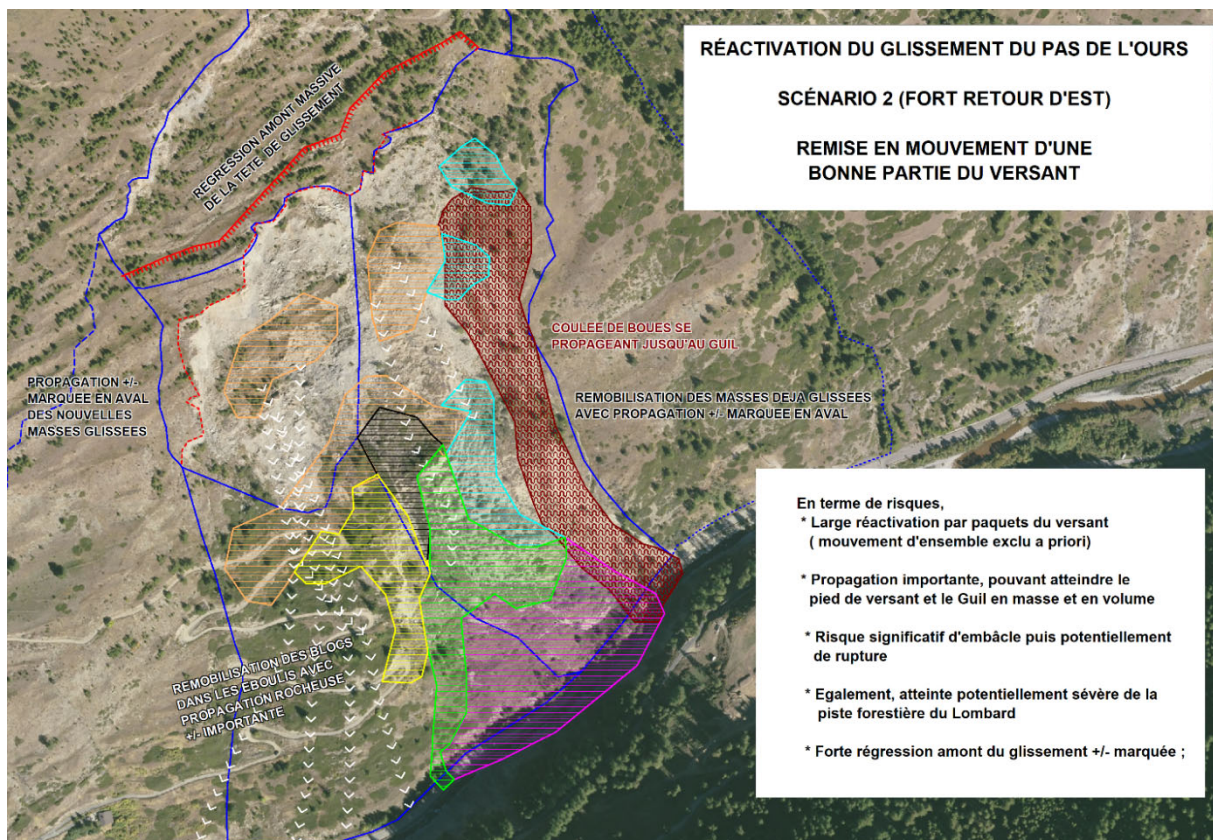 RÉACTIVATION DU GLISSEMENT DU PAS DE L'OURS
SCÉNARIO 2 (FORT RETOUR D'EST)
REMISE EN MOUVEMENT D'UNE
BONNE PARTIE DU VERSANT
REGRESSION AMONT MASSIVE
DE LA TETE DE GLISSEMENT
COULEE DE BOUES SE
PROPAGEANT JUSQU'AU GUIL
PROPAGATION +/-
MARQUEE EN AVAL
DES NOUVELLES
MASSES GLISSEES
REMOBILISATION DES MASSES DEJA GLISSEES
AVEC PROPAGATION +/- MARQUEE EN AVAL
REMOBILISATION DES BLOCS
DANS LES EBOULIS AVEC
PROPAGATION ROCHEUSE
+/- IMPORTANTE
En terme de risques,
* Large réactivation par paquets du versant
( mouvement d'ensemble exclu a priori)
* Propagation importante, pouvant atteindre le
pied de versant et le Guil en masse et en volume
* Risque significatif d'embâcle puis potentiellement
de rupture
* Egalement, atteinte potentiellement sévère de la
piste forestière du Lombard
* Forte régression amont du glissement +/- marquée ;